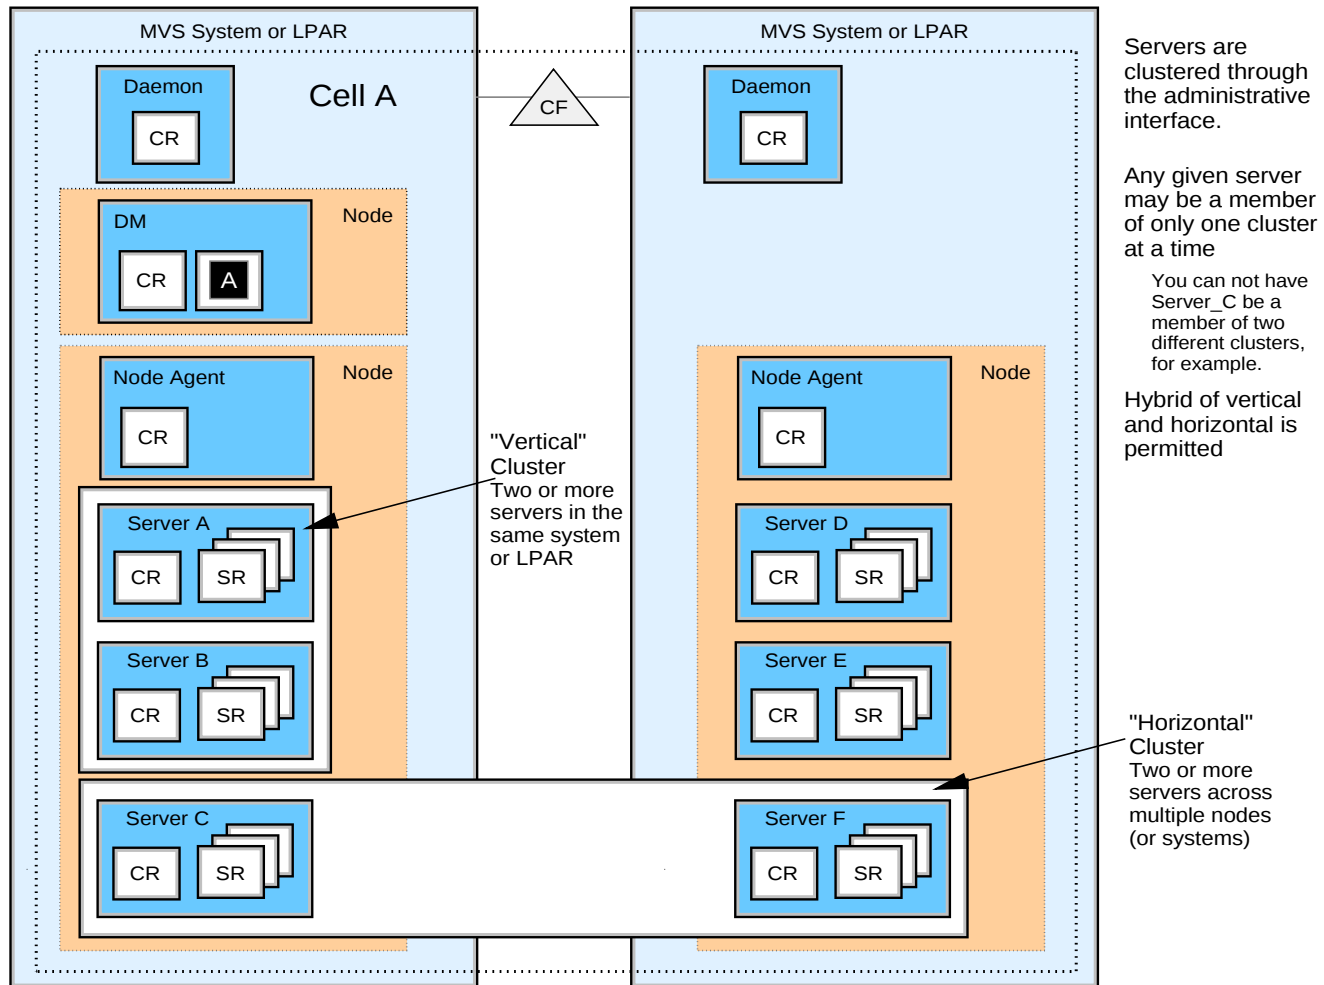 MVS System or LPAR
Daemon
CR
Cell A
DM
Node
CR
A
Node Agent
Node
CR
Server A
CR
SR
Server B
CR
SR
Server C
CR
SR
CF
"Vertical"
Cluster
Two or more
servers in the
same system
or LPAR
MVS System or LPAR
Daemon
CR
Node Agent
Node
CR
Server D
CR
SR
Server E
CR
SR
Server F
CR
SR
Servers are
clustered through
the administrative
interface.
Any given server
may be a member
of only one cluster
at a time
You can not have
Server_C be a
member of two
different clusters,
for example.
Hybrid of vertical
and horizontal is
permitted
"Horizontal"
Cluster
Two or more
servers across
multiple nodes
(or systems)